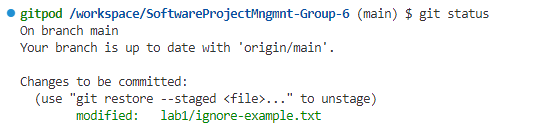 gitpod /workspace/SoftwareProjectMngmnt-Group-6 (main) $ git status
On branch main
Your branch is up to date with 'origin/main'.
Changes to be committed:
(use "git restore --staged <file>..." to unstage)
modified: lab1/ignore-example.txt